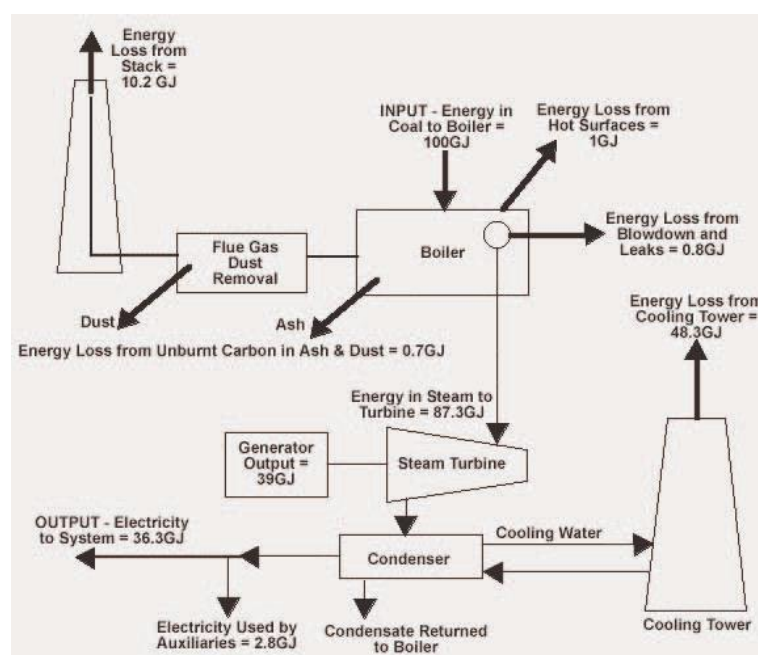 Energy
Loss from
Stack =
10.2 GJ
INPUT - Energy in
Coal to Boiler =
100GJ
Energy Loss from
Hot Surfaces =
1GJ
Flue Gas
Dust
Removal
Boiler
Energy Loss from
Blowdown and
Leaks = 0.8GJ
Dust
Ash
Energy Loss from Unburnt Carbon in Ash & Dust = 0.7GJ
Energy Loss from
Cooling Tower =
48.3GJ
Energy in Steam to
Turbine = 87.3GJ
Generator
Output =
39GJ
Steam Turbine
OUTPUT - Electricity
to System = 36.3GJ
Condenser
Cooling Water
Electricity Used by
Auxiliaries = 2.8GJ
Condensate Returned
to Boiler
Cooling Tower